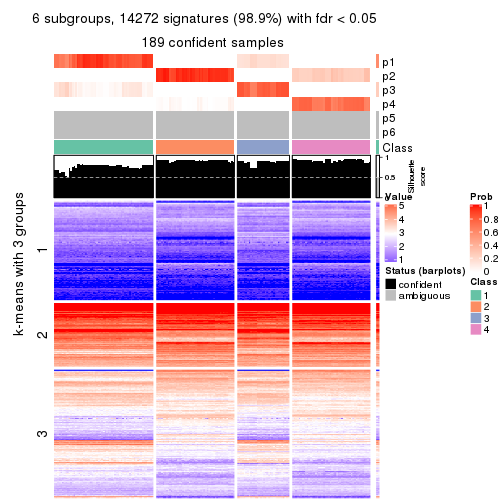 6 subgroups, 14272 signatures (98.9%) with fdr < 0.05
189 confident samples
p1
p2
p3
p4
p5
p6
Class
1
0.5
0
Silhouette
score
k-means with 3 groups
1
2
3
Value
5
4
3
2
1
Status (barplots)
confident
ambiguous
Prob
1
0.8
0.6
0.4
0.2
0
Class
1
2
3
4